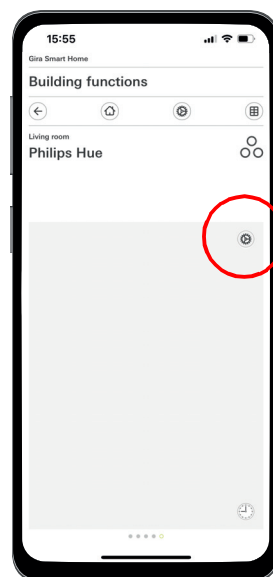 15:55
Gira Smart Home
Building functions
Living room
Philips Hue